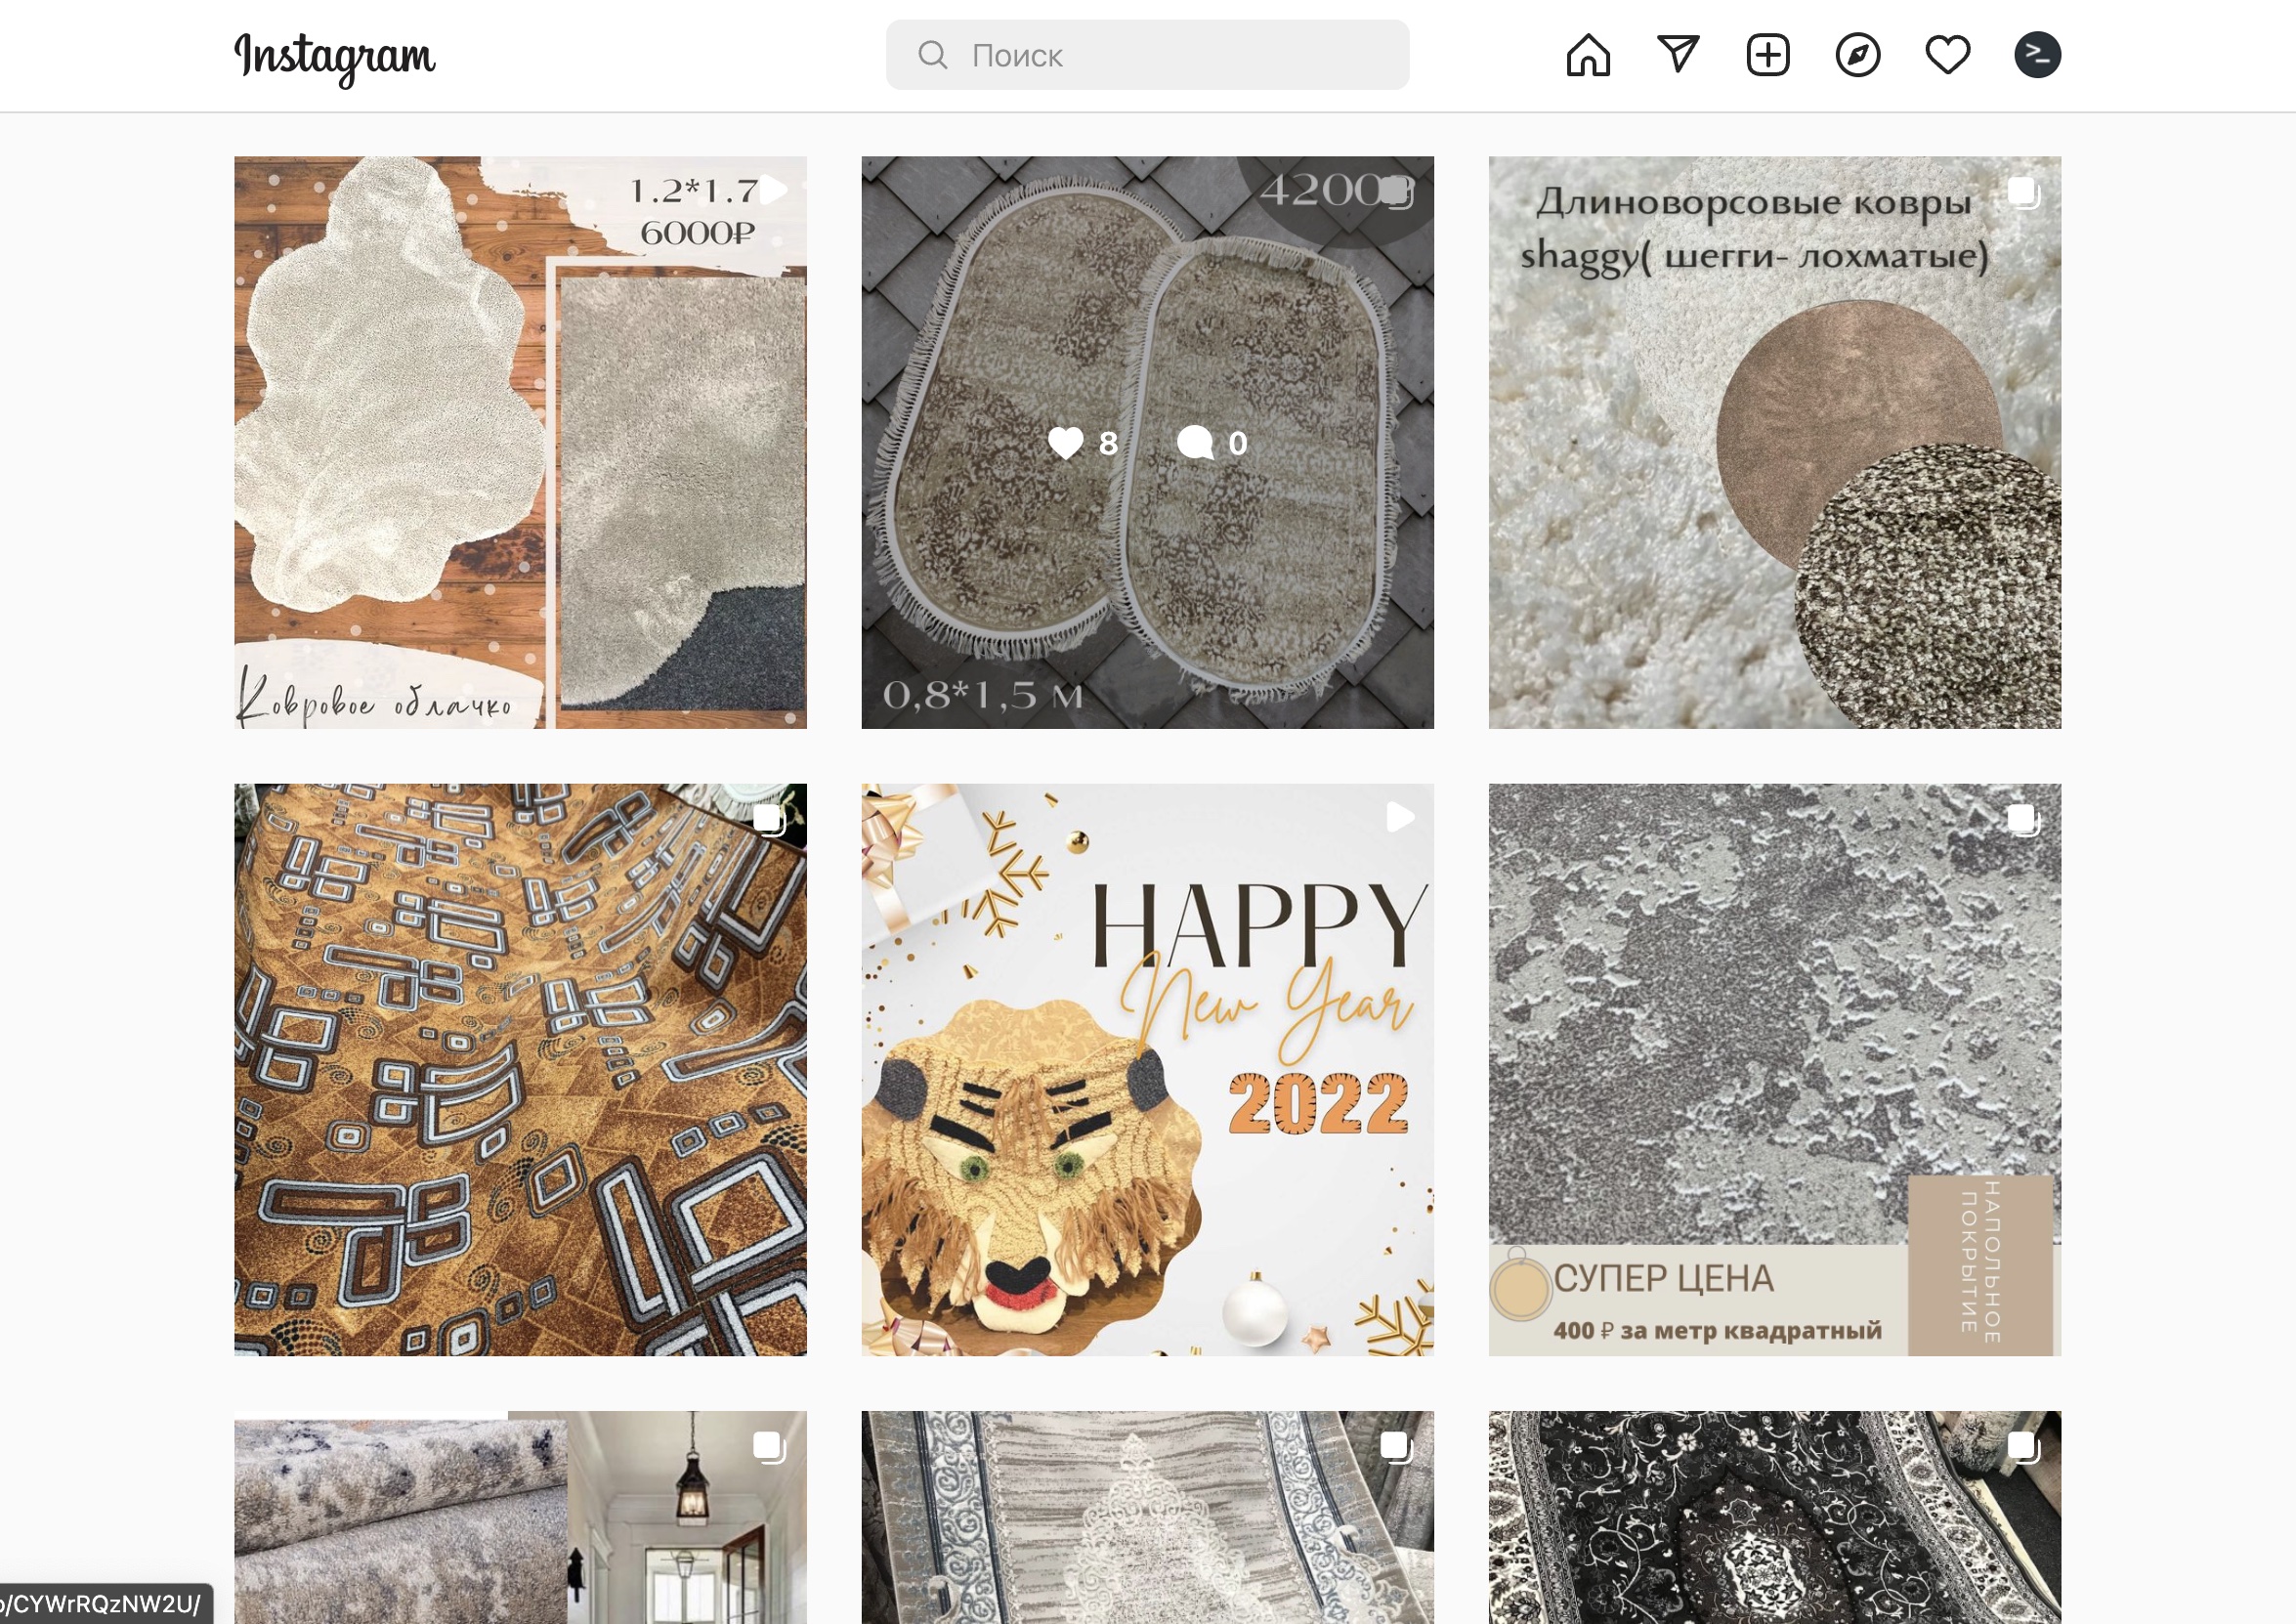 Instagram
Поиск
1.2*1.7
6000₽
Ковровое облачко
4200₽
8
0
0,8*1,5 м
Длиноворсовые ковры
shaggy( шегги- лохматые)
HAPPY
New Year
2022
НАПОЛЬНОЕ
ПОКРЫТИЕ
СУПЕР ЦЕНА
400 ₽ за метр квадратный
/CYWrRQzNW2U/